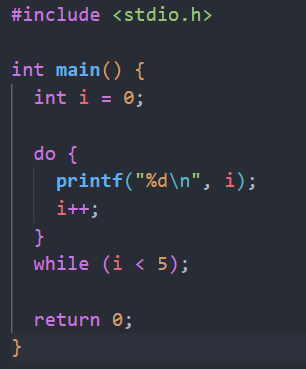 #include <stdio.h>
int main() {
  int i = 0;
  do {
    printf("%d\n", i);
    i++;
  }
  while (i < 5);
  return 0;
}